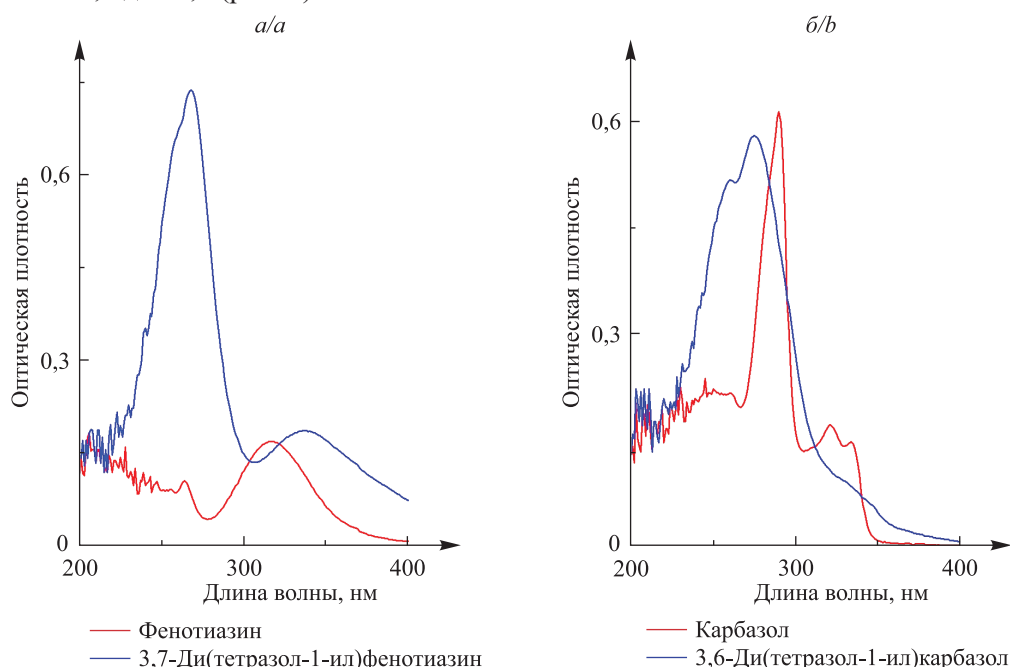 а/a
0,6
0,3
0
200
300
400
Оптическая плотность
Длина волны, нм
Фенотиазин
3,7-Ди(тетразол-1-ил)фенотиазин
б/b
0,6
0,3
0
200
300
400
Оптическая плотность
Длина волны, нм
Карбазол
3,6-Ди(тетразол-1-ил)карбазол